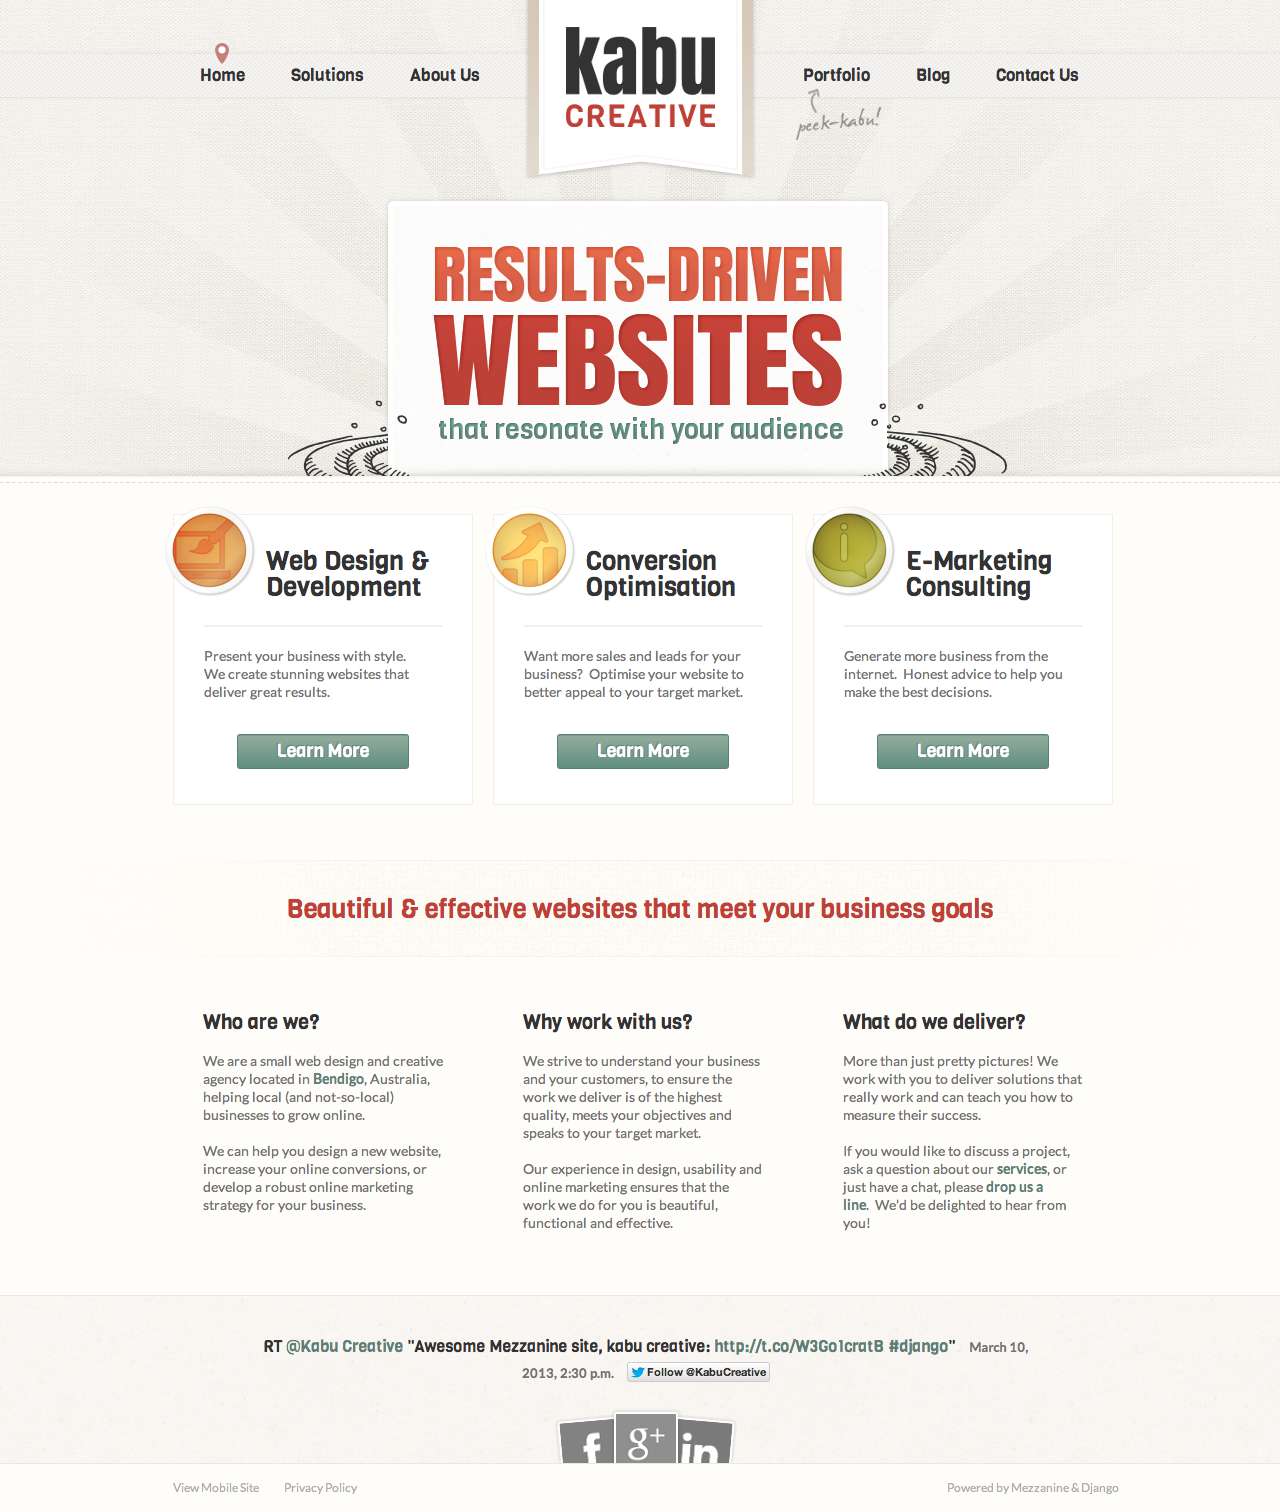 Home
Solutions
About Us
kabu
CREATIVE
Portfolio
Blog
Contact Us
peek-kabu!
RESULTS-DRIVEN
WEBSITES
that resonate with your audience
Web Design &
Development
Present your business with style.
We create stunning websites that
deliver great results.
Learn More
Conversion
Optimisation
Want more sales and leads for your
business?  Optimise your website to
better appeal to your target market.
Learn More
E-Marketing
Consulting
Generate more business from the
internet.  Honest advice to help you
make the best decisions.
Learn More
Beautiful & effective websites that meet your business goals
Who are we?
We are a small web design and creative
agency located in Bendigo, Australia,
helping local (and not-so-local)
businesses to grow online.
We can help you design a new website,
increase your online conversions, or
develop a robust online marketing
strategy for your business.
Why work with us?
We strive to understand your business
and your customers, to ensure the
work we deliver is of the highest
quality, meets your objectives and
speaks to your target market.
Our experience in design, usability and
online marketing ensures that the
work we do for you is beautiful,
functional and effective.
What do we deliver?
More than just pretty pictures! We
work with you to deliver solutions that
really work and can teach you how to
measure their success.
If you would like to discuss a project,
ask a question about our services, or
just have a chat, please drop us a
line.  We'd be delighted to hear from
you!
RT @Kabu Creative "Awesome Mezzanine site, kabu creative: http://t.co/W3Go1cratB #django" March 10,
2013, 2:30 p.m. Follow @KabuCreative
f g+ in
View Mobile Site
Privacy Policy
Powered by Mezzanine & Django